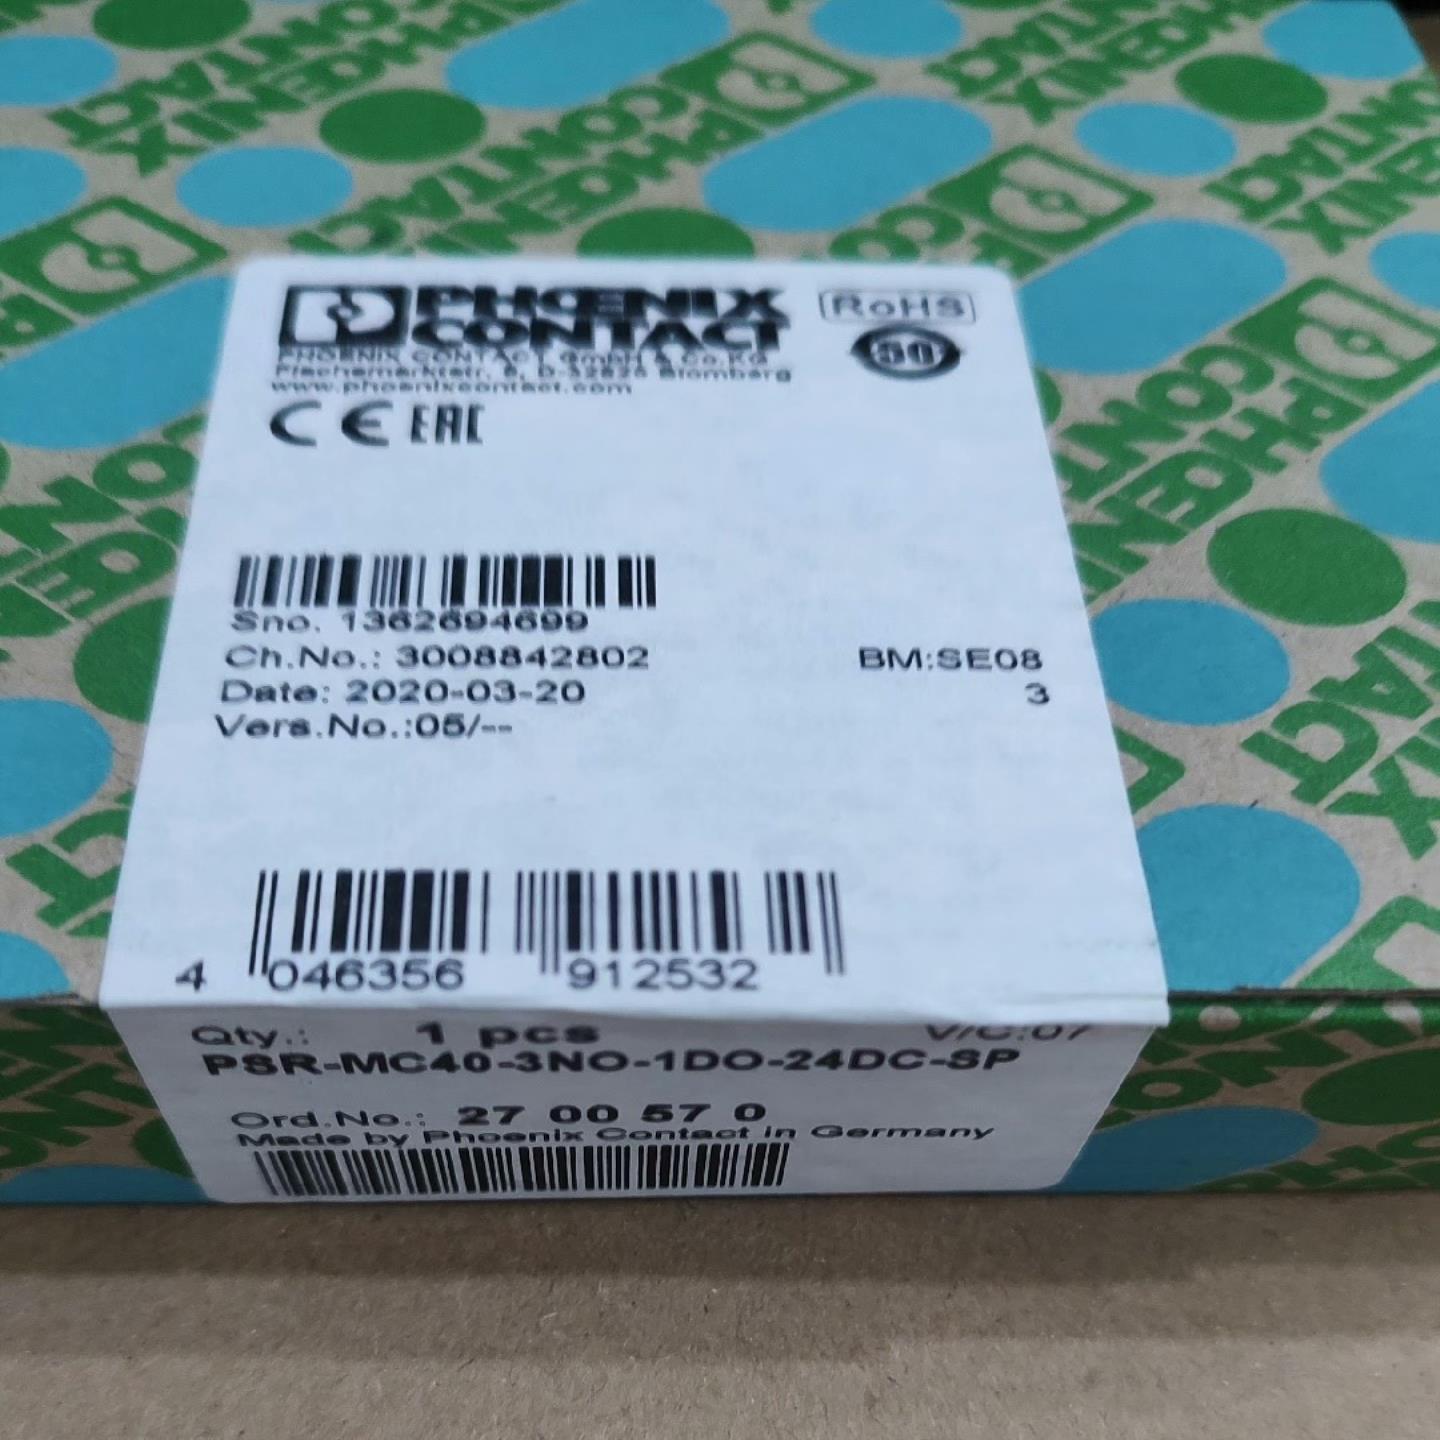 PHŒNIX
CONTACT
RoHS
50
PHOENIX CONTACT GmbH & Co.KG
Flachsmarktstr. 8, D-32825 Blomberg
www.phoenixcontact.com
CE EAC
Sno. 1362694699
Ch.No.: 3008842802 BM:SE08
Date: 2020-03-20 3
Vers.No.:05/--
4 046356 912532
Qty.: 1 pcs V/C:07
PSR-MC40-3NO-1DO-24DC-SP
Ord.No.: 27 00 57 0
Made by Phoenix Contact in Germany